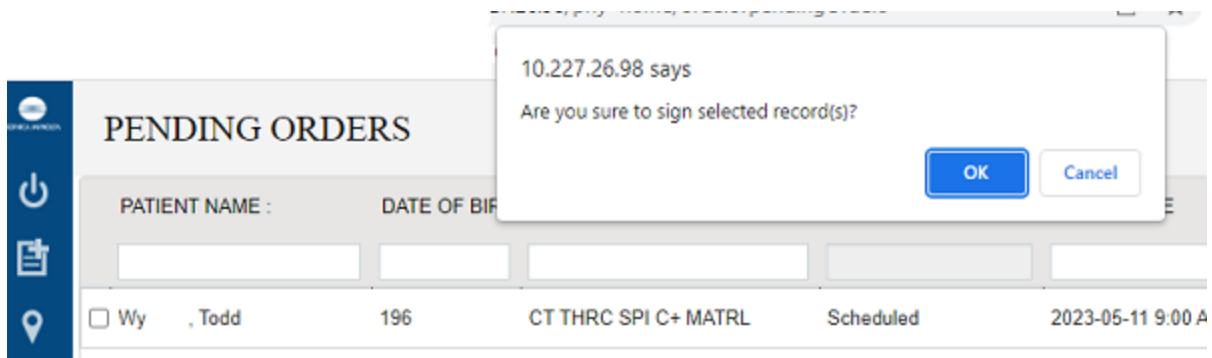 10.227.26.98 says
Are you sure to sign selected record(s)?
OK
Cancel
PENDING ORDERS
PATIENT NAME :
DATE OF BIR
E
Wy , Todd
196
CT THRC SPI C+ MATRL
Scheduled
2023-05-11 9:00 A